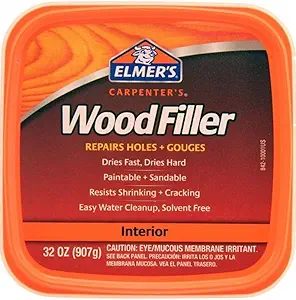 ELMER'S
CARPENTER'S™
Wood Filler
REPAIRS HOLES + GOUGES
Dries Fast, Dries Hard
Paintable + Sandable
Resists Shrinking + Cracking
Easy Water Cleanup, Solvent Free
Interior
32 OZ (907g)
CAUTION: EYE/MUCOUS MEMBRANE IRRITANT.
SEE BACK PANEL. PRECAUCIÓN: IRRITA LOS O JOS Y LA
MEMBRANA MUCOSA. VEA EL PANEL TRASERO.